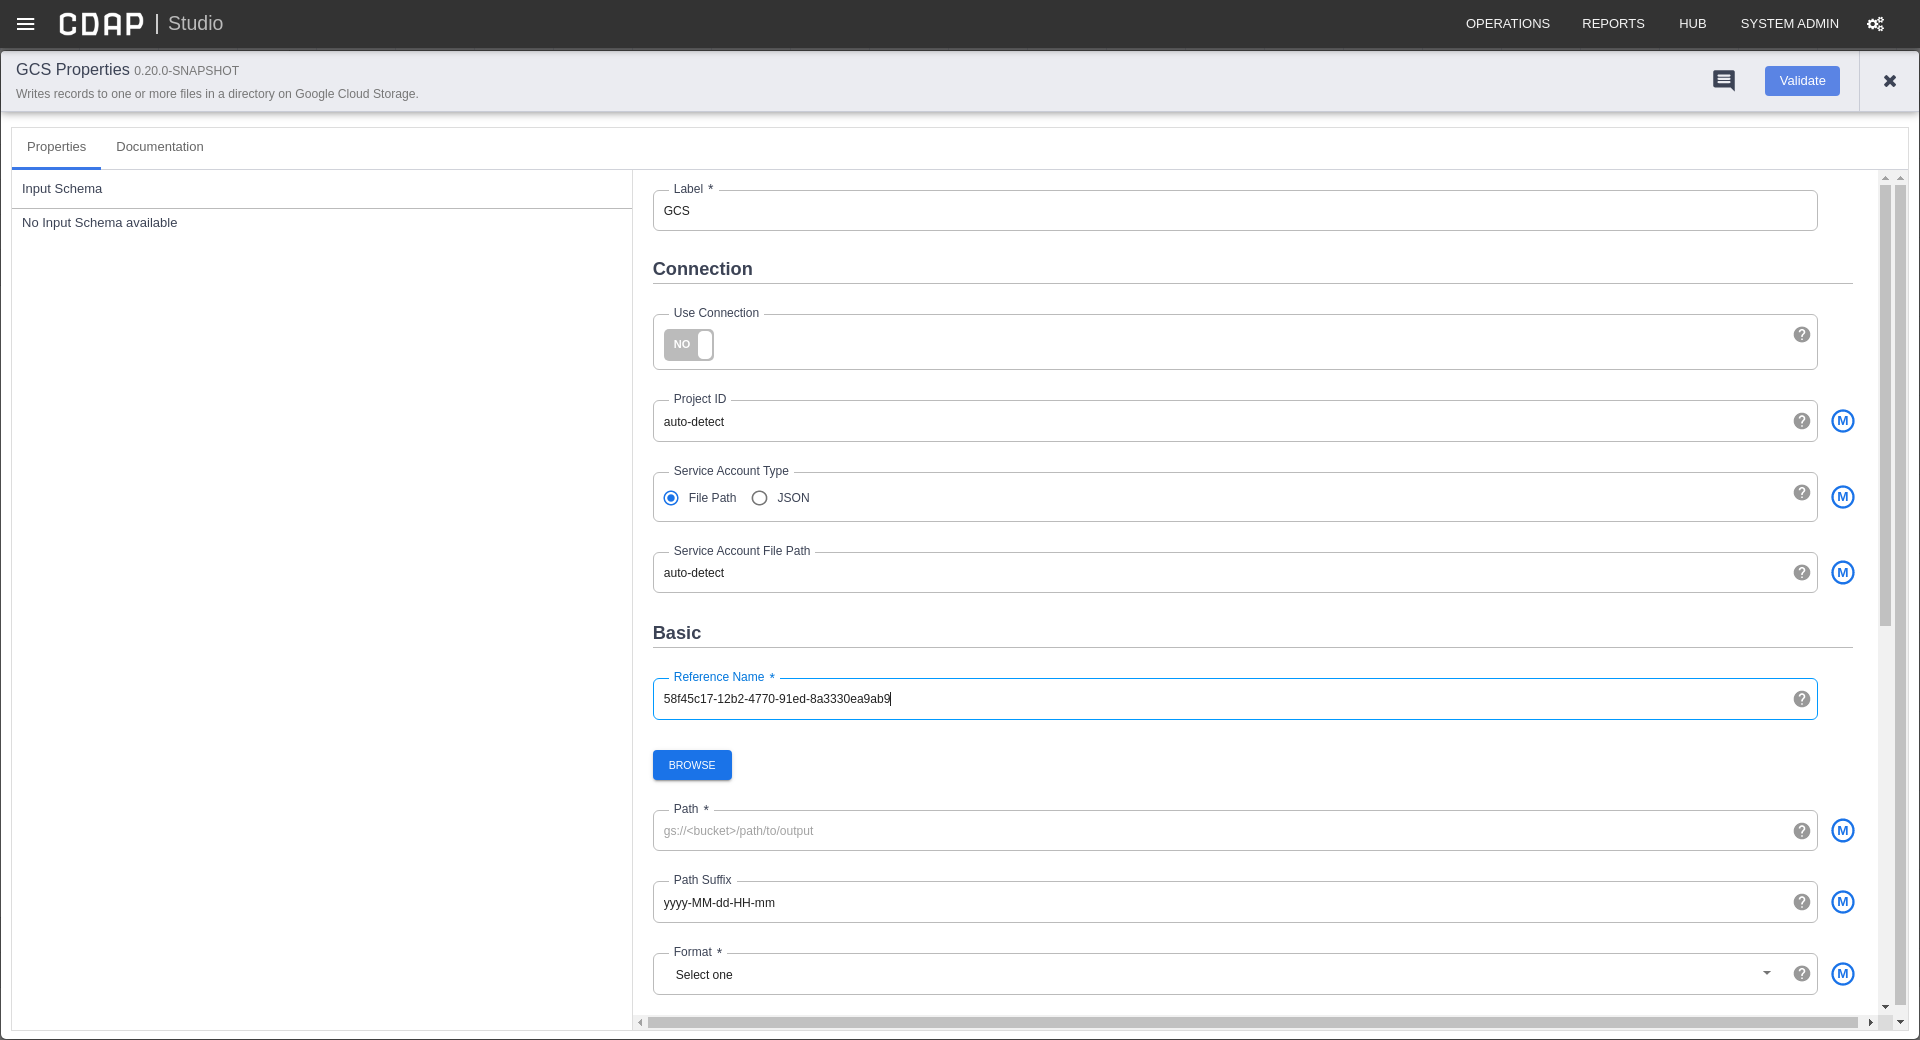 CDAP | Studio
OPERATIONS REPORTS HUB SYSTEM ADMIN
GCS Properties 0.20.0-SNAPSHOT
Writes records to one or more files in a directory on Google Cloud Storage.
Validate
Properties Documentation
Input Schema
No Input Schema available
Label *
GCS
Connection
Use Connection
NO
Project ID
auto-detect
M
Service Account Type
File Path JSON
M
Service Account File Path
auto-detect
M
Basic
Reference Name *
58f45c17-12b2-4770-91ed-8a3330ea9ab9
BROWSE
Path *
gs://<bucket>/path/to/output
M
Path Suffix
yyyy-MM-dd-HH-mm
M
Format *
Select one
M